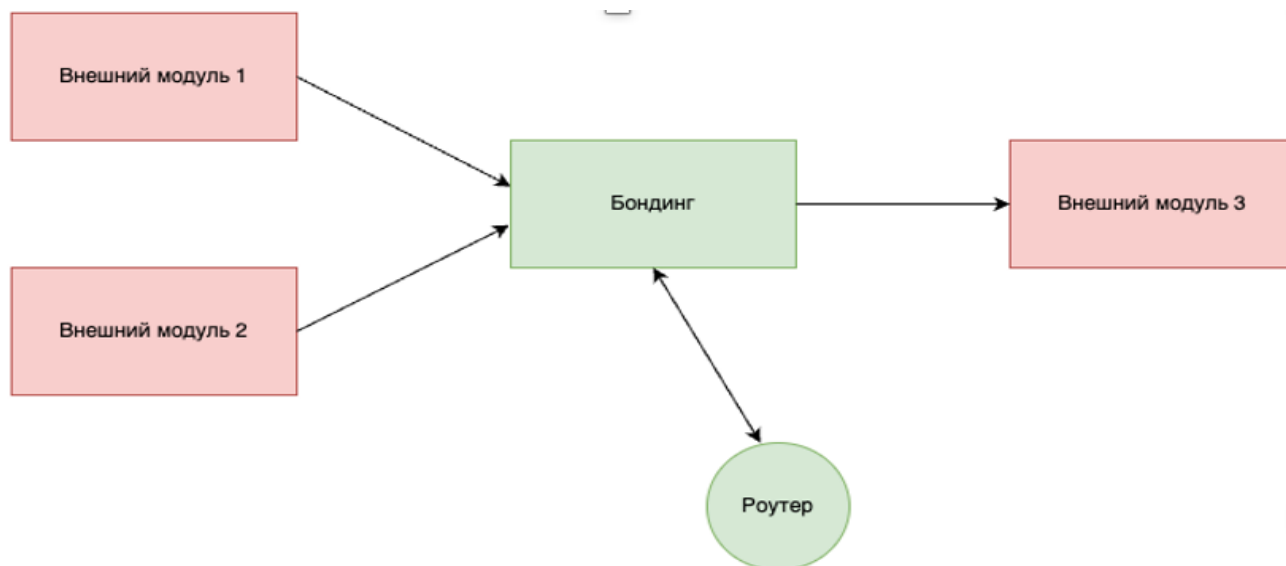 Внешний модуль 1
Бондинг
Внешний модуль 3
Внешний модуль 2
Роутер